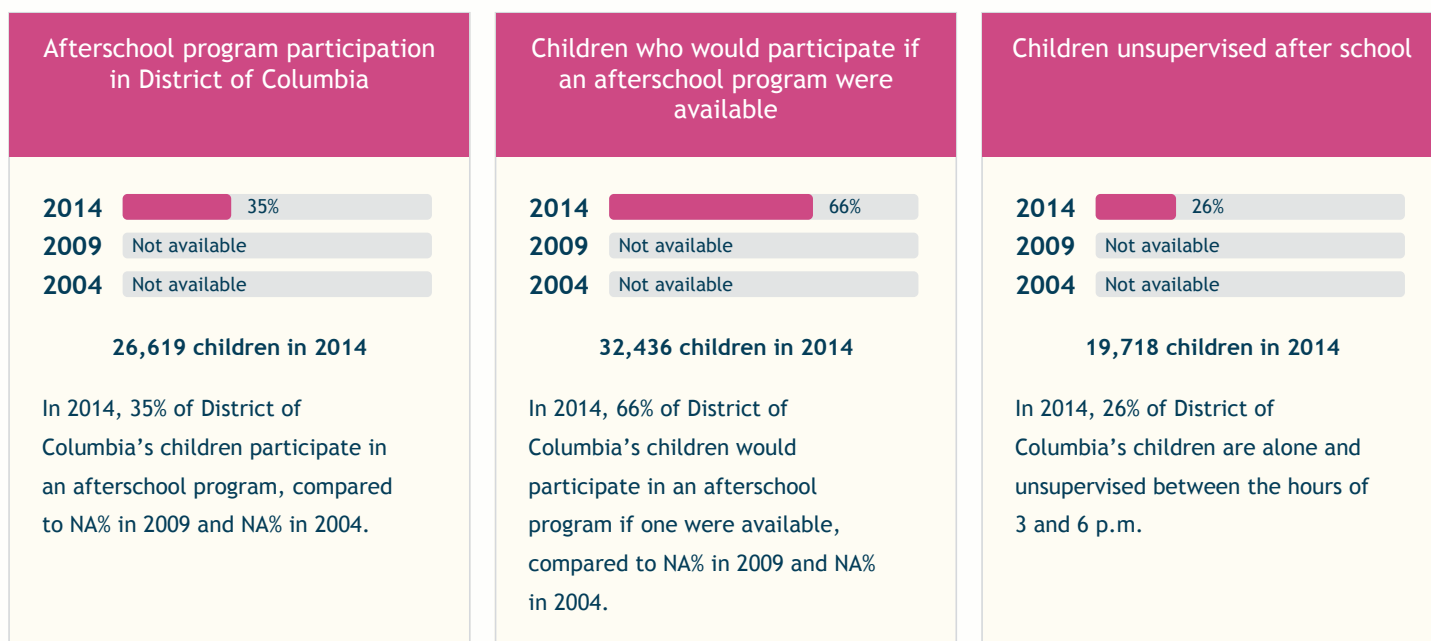 Afterschool program participation
in District of Columbia
2014 35%
2009 Not available
2004 Not available
26,619 children in 2014
In 2014, 35% of District of
Columbia’s children participate in
an afterschool program, compared
to NA% in 2009 and NA% in 2004.
Children who would participate if
an afterschool program were
available
2014 66%
2009 Not available
2004 Not available
32,436 children in 2014
In 2014, 66% of District of
Columbia’s children would
participate in an afterschool
program if one were available,
compared to NA% in 2009 and NA%
in 2004.
Children unsupervised after school
2014 26%
2009 Not available
2004 Not available
19,718 children in 2014
In 2014, 26% of District of
Columbia’s children are alone and
unsupervised between the hours of
3 and 6 p.m.